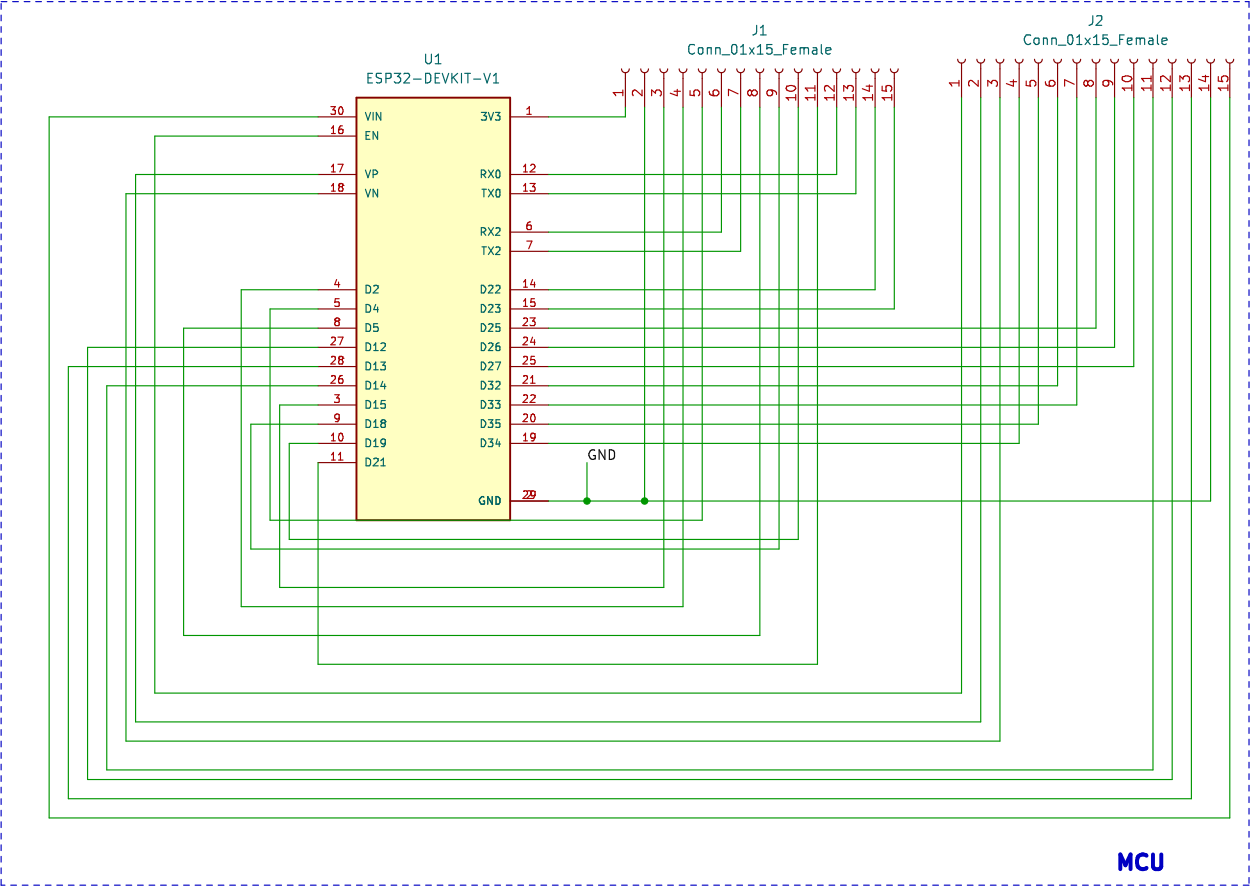 J1
Conn_01x15_Female
1
2
3
4
5
6
7
8
9
10
11
12
13
14
15
J2
Conn_01x15_Female
1
2
3
4
5
6
7
8
9
10
11
12
13
14
15
U1
ESP32-DEVKIT-V1
30 VIN 3V3 1
16 EN
17 VP RX0 12
18 VN TX0 13
RX2 6
TX2 7
4 D2 D22 14
5 D4 D23 15
8 D5 D25 23
27 D12 D26 24
28 D13 D27 25
26 D14 D32 21
3 D15 D33 22
9 D18 D35 20
10 D19 D34 19
11 D21
GND
GND
MCU